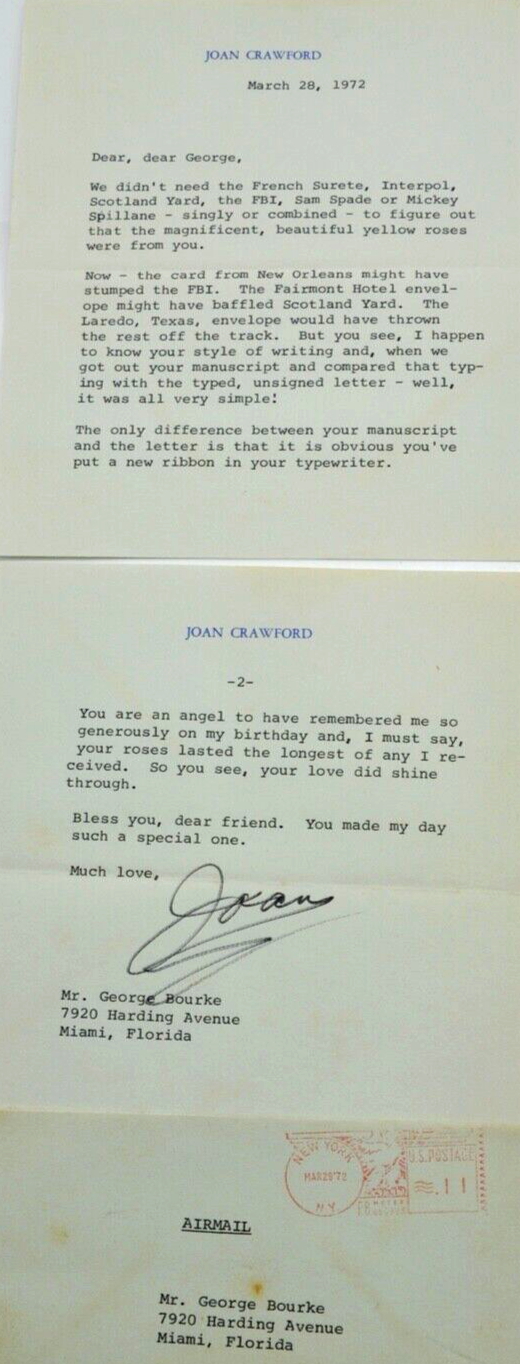 JOAN CRAWFORD
March 28, 1972
Dear, dear George,
We didn't need the French Surete, Interpol,
Scotland Yard, the FBI, Sam Spade or Mickey
Spillane - singly or combined - to figure out
that the magnificent, beautiful yellow roses
were from you.
Now - the card from New Orleans might have
stumped the FBI. The Fairmont Hotel envel-
ope might have baffled Scotland Yard. The
Laredo, Texas, envelope would have thrown
the rest off the track. But you see, I happen
to know your style of writing and, when we
got out your manuscript and compared that typ-
ing with the typed, unsigned letter - well,
it was all very simple!
The only difference between your manuscript
and the letter is that it is obvious you've
put a new ribbon in your typewriter.
JOAN CRAWFORD
-2-
You are an angel to have remembered me so
generously on my birthday and, I must say,
your roses lasted the longest of any I re-
ceived. So you see, your love did shine
through.
Bless you, dear friend. You made my day
such a special one.
Much love,
Joan
Mr. George Bourke
7920 Harding Avenue
Miami, Florida
NEW YORK
MAR29'72
N.Y.
U.S. POSTAGE
.11
AIRMAIL
Mr. George Bourke
7920 Harding Avenue
Miami, Florida